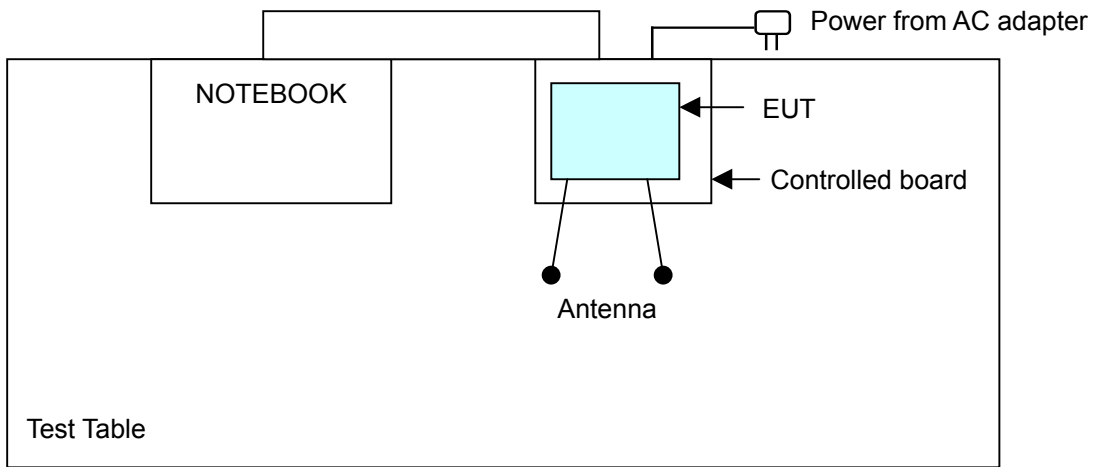 Power from AC adapter
NOTEBOOK
EUT
Controlled board
Antenna
Test Table